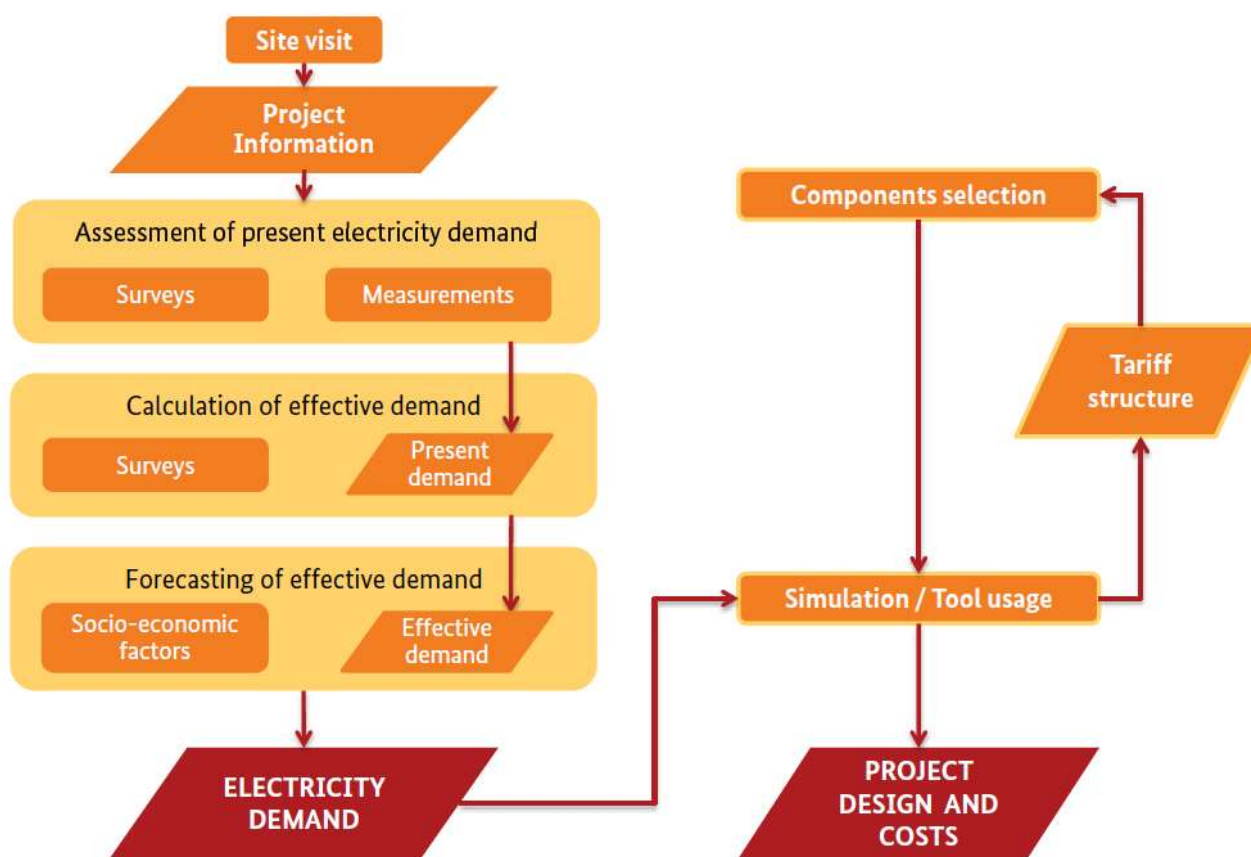 Site visit
Project
Information
Assessment of present electricity demand
Surveys
Measurements
Calculation of effective demand
Surveys
Present
demand
Forecasting of effective demand
Socio-economic
factors
Effective
demand
ELECTRICITY
DEMAND
Components selection
Tariff
structure
Simulation / Tool usage
PROJECT
DESIGN AND
COSTS